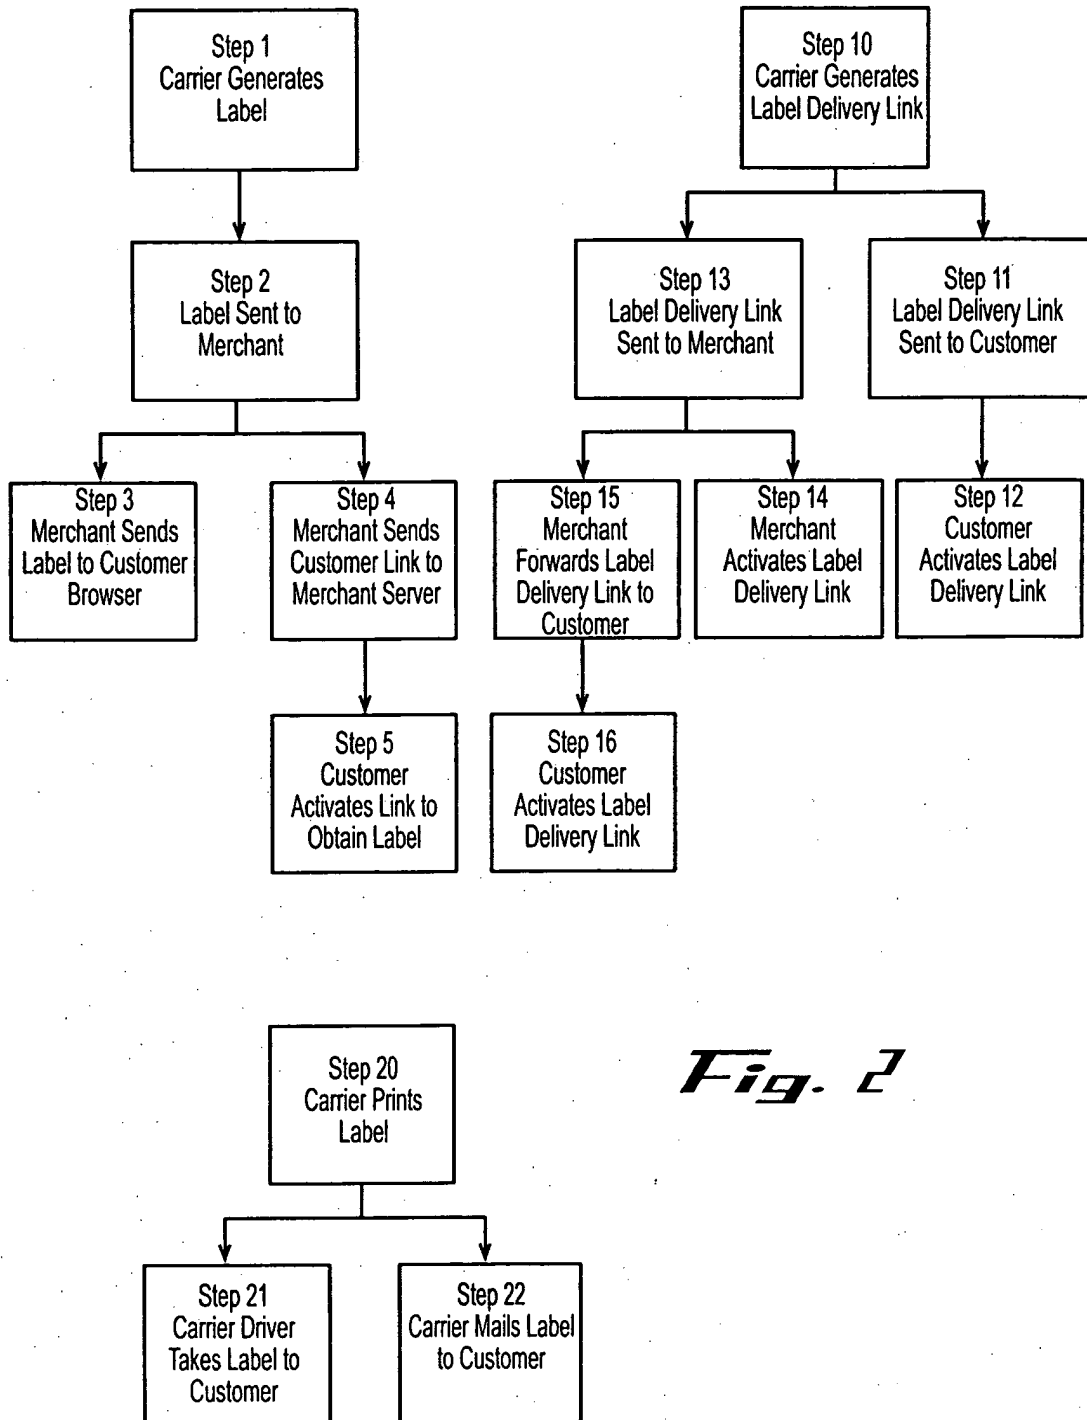 Step 1
Carrier Generates
Label
Step 10
Carrier Generates
Label Delivery Link
Step 2
Label Sent to
Merchant
Step 13
Label Delivery Link
Sent to Merchant
Step 11
Label Delivery Link
Sent to Customer
Step 3
Merchant Sends
Label to Customer
Browser
Step 4
Merchant Sends
Customer Link to
Merchant Server
Step 15
Merchant
Forwards Label
Delivery Link to
Customer
Step 14
Merchant
Activates Label
Delivery Link
Step 12
Customer
Activates Label
Delivery Link
Step 5
Customer
Activates Link to
Obtain Label
Step 16
Customer
Activates Label
Delivery Link
Step 20
Carrier Prints
Label
Fig. 2
Step 21
Carrier Driver
Takes Label to
Customer
Step 22
Carrier Mails Label
to Customer